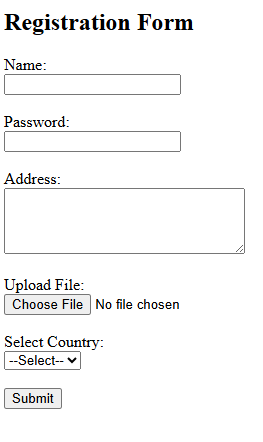 Registration Form
Name:
Password:
Address:
Upload File:
Choose File No file chosen
Select Country:
--Select--
Submit